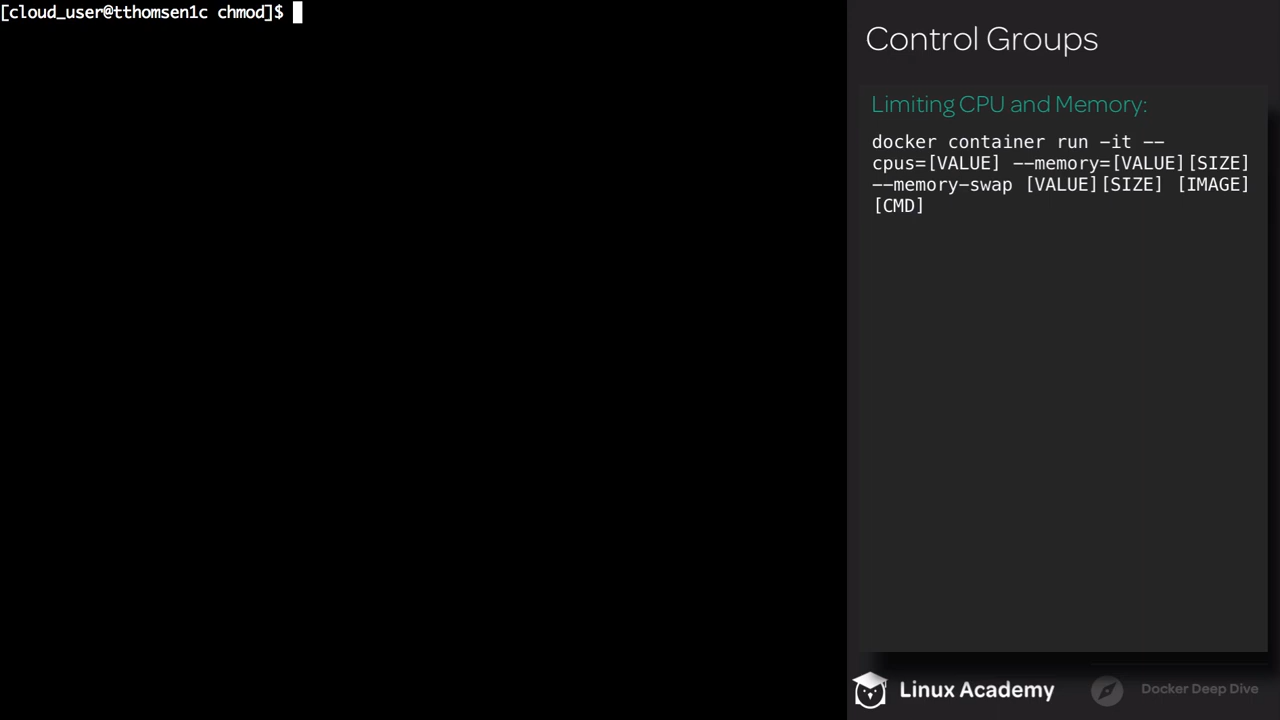 [cloud_user@tthomsen1c chmod]$
Control Groups
Limiting CPU and Memory:
docker container run -it --
cpus=[VALUE] --memory=[VALUE][SIZE]
--memory-swap [VALUE][SIZE] [IMAGE]
[CMD]
Linux Academy
Docker Deep Dive